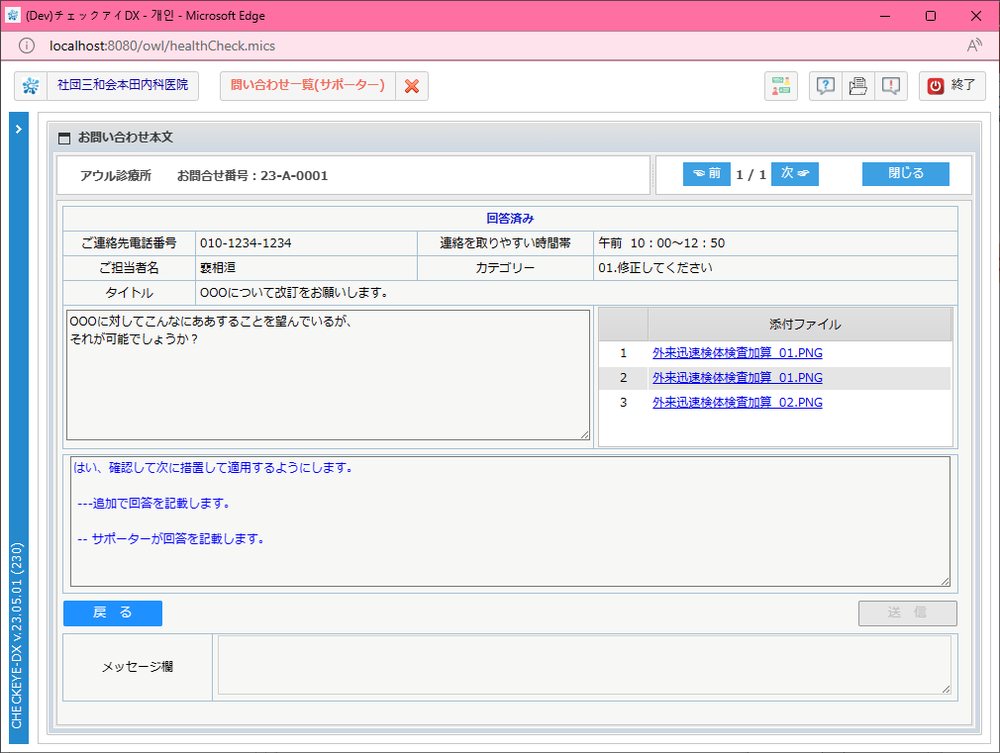 (Dev)チェックアイDX - 개인 - Microsoft Edge
localhost:8080/owl/healthCheck.mics
社団三和会本田内科医院
問い合わせ一覧(サポーター)
終了
お問い合わせ本文
アウル診療所 お問合せ番号：23-A-0001
前 1 / 1 次 閉じる
回答済み
ご連絡先電話番号 010-1234-1234 連絡を取りやすい時間帯 午前 10：00～12：50
ご担当者名 裵相洹 カテゴリー 01.修正してください
タイトル OOOについて改訂をお願いします。
OOOに対してこんなにああすることを望んでいるが、
それが可能でしょうか？
添付ファイル
1 外来迅速検体検査加算_01.PNG
2 外来迅速検体検査加算_01.PNG
3 外来迅速検体検査加算_02.PNG
はい、確認して次に措置して適用するようにします。
---追加で回答を記載します。
-- サポーターが回答を記載します。
戻 る
送 信
メッセージ欄
CHECKEYE-DX v.23.05.01 (230)